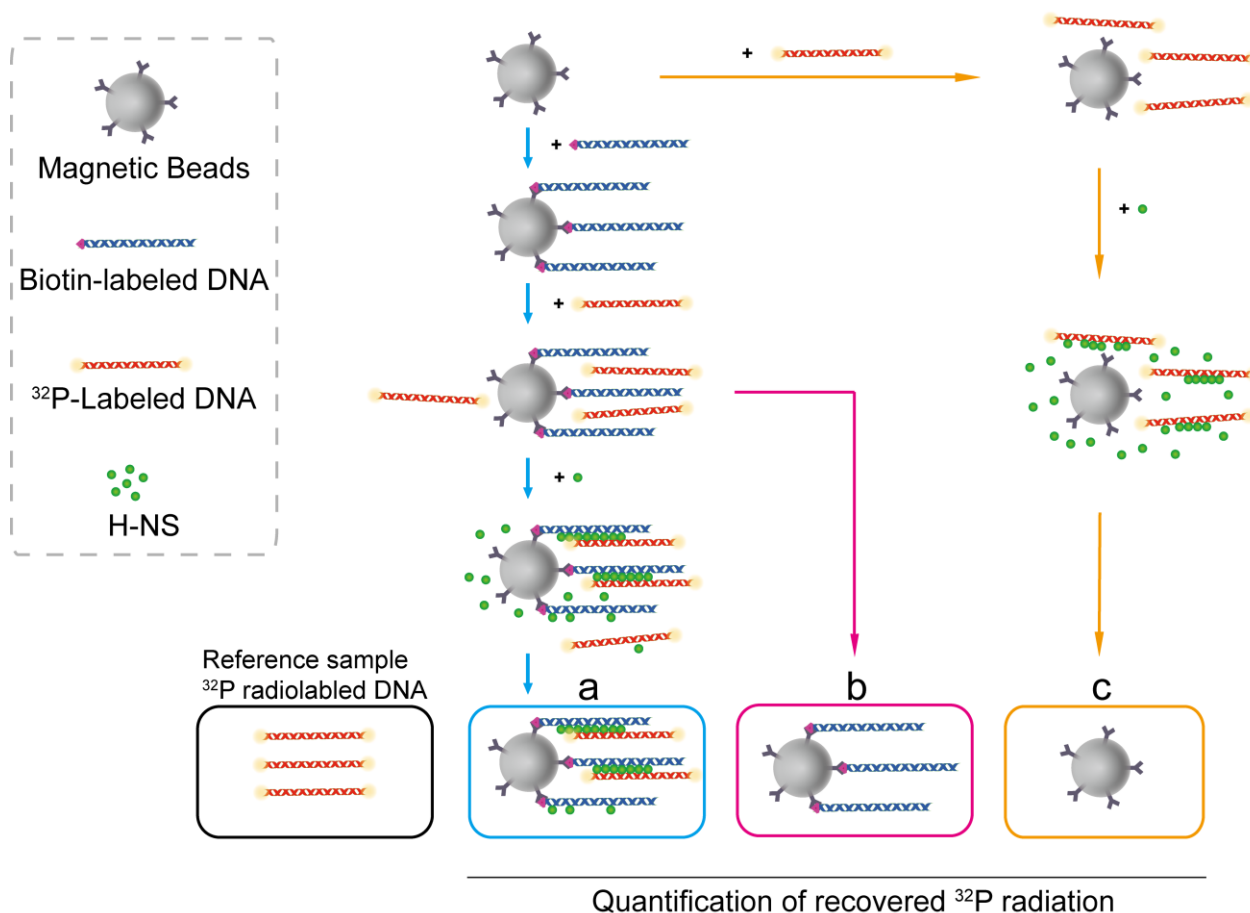 Magnetic Beads
Biotin-labeled DNA
³²P-Labeled DNA
H-NS
+
+
+
+
+
Reference sample
³²P radiolabled DNA
a
b
c
Quantification of recovered ³²P radiation